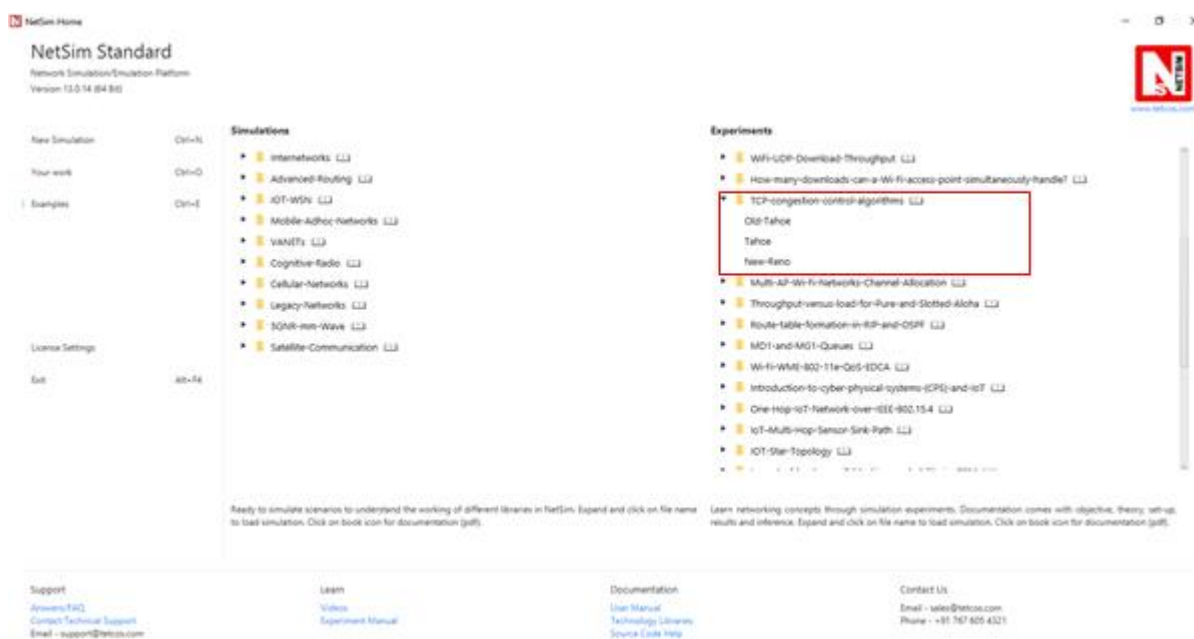 NetSim Home
NetSim Standard
Network Simulation/Emulation Platform
Version 13.0.14 (64 Bit)
NETSIM
www.tetcos.com
New Simulation Ctrl+N
Your work Ctrl+O
Examples Ctrl+E
License Settings
Exit Alt+F4
Simulations
Internetworks
Advanced-Routing
IOT-WSN
Mobile-Adhoc-Networks
VANETs
Cognitive-Radio
Cellular-Networks
Legacy-Networks
5GNR-mm-Wave
Satellite-Communication
Ready to simulate scenarios to understand the working of different libraries in NetSim. Expand and click on file name
to load simulation. Click on book icon for documentation (pdf).
Experiments
WiFi-UDP-Download-Throughput
How-many-downloads-can-a-Wi-Fi-access-point-simultaneously-handle?
TCP-congestion-control-algorithms
Old-Tahoe
Tahoe
New-Reno
Multi-AP-Wi-Fi-Networks-Channel-Allocation
Throughput-versus-load-for-Pure-and-Slotted-Aloha
Route-table-formation-in-RIP-and-OSPF
MD1-and-MG1-Queues
Wi-Fi-WME-802-11e-QoS-EDCA
Introduction-to-cyber-physical-systems-(CPS)-and-IoT
One-Hop-IoT-Network-over-IEEE-802.15.4
IoT-Multi-Hop-Sensor-Sink-Path
IOT-Star-Topology
Learn networking concepts through simulation experiments. Documentation comes with objective, theory, set-up,
results and inference. Expand and click on file name to load simulation. Click on book icon for documentation (pdf).
Support
Answers/FAQ
Contact Technical Support
Email - support@tetcos.com
Learn
Videos
Experiment Manual
Documentation
User Manual
Technology Libraries
Source Code Help
Contact Us
Email - sales@tetcos.com
Phone - +91 767 605 4321